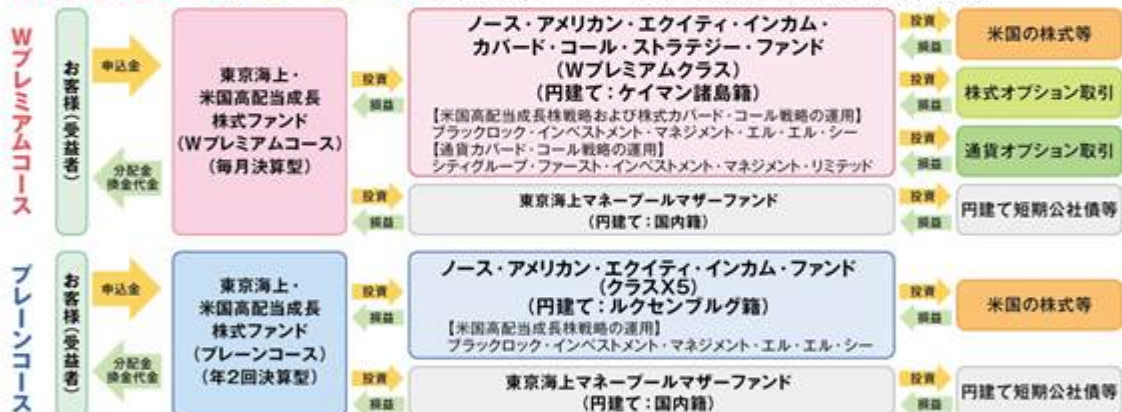 Wプレミアムコース
お客様(受益者)
申込金
分配金
換金代金
東京海上・
米国高配当成長
株式ファンド
(Wプレミアムコース)
(毎月決算型)
投資
損益
ノース・アメリカン・エクイティ・インカム・
カバード・コール・ストラテジー・ファンド
(Wプレミアムクラス)
(円建て:ケイマン諸島籍)
【米国高配当成長株戦略および株式カバード・コール戦略の運用】
ブラックロック・インベストメント・マネジメント・エル・エル・シー
【通貨カバード・コール戦略の運用】
シティグループ・ファースト・インベストメント・マネジメント・リミテッド
投資
損益
米国の株式等
投資
損益
株式オプション取引
投資
損益
通貨オプション取引
投資
損益
東京海上マネープールマザーファンド
(円建て:国内籍)
投資
損益
円建て短期公社債等
プレーンコース
お客様(受益者)
申込金
分配金
換金代金
東京海上・
米国高配当成長
株式ファンド
(プレーンコース)
(年2回決算型)
投資
損益
ノース・アメリカン・エクイティ・インカム・ファンド
(クラスX5)
(円建て:ルクセンブルグ籍)
【米国高配当成長株戦略の運用】
ブラックロック・インベストメント・マネジメント・エル・エル・シー
投資
損益
米国の株式等
投資
損益
東京海上マネープールマザーファンド
(円建て:国内籍)
投資
損益
円建て短期公社債等